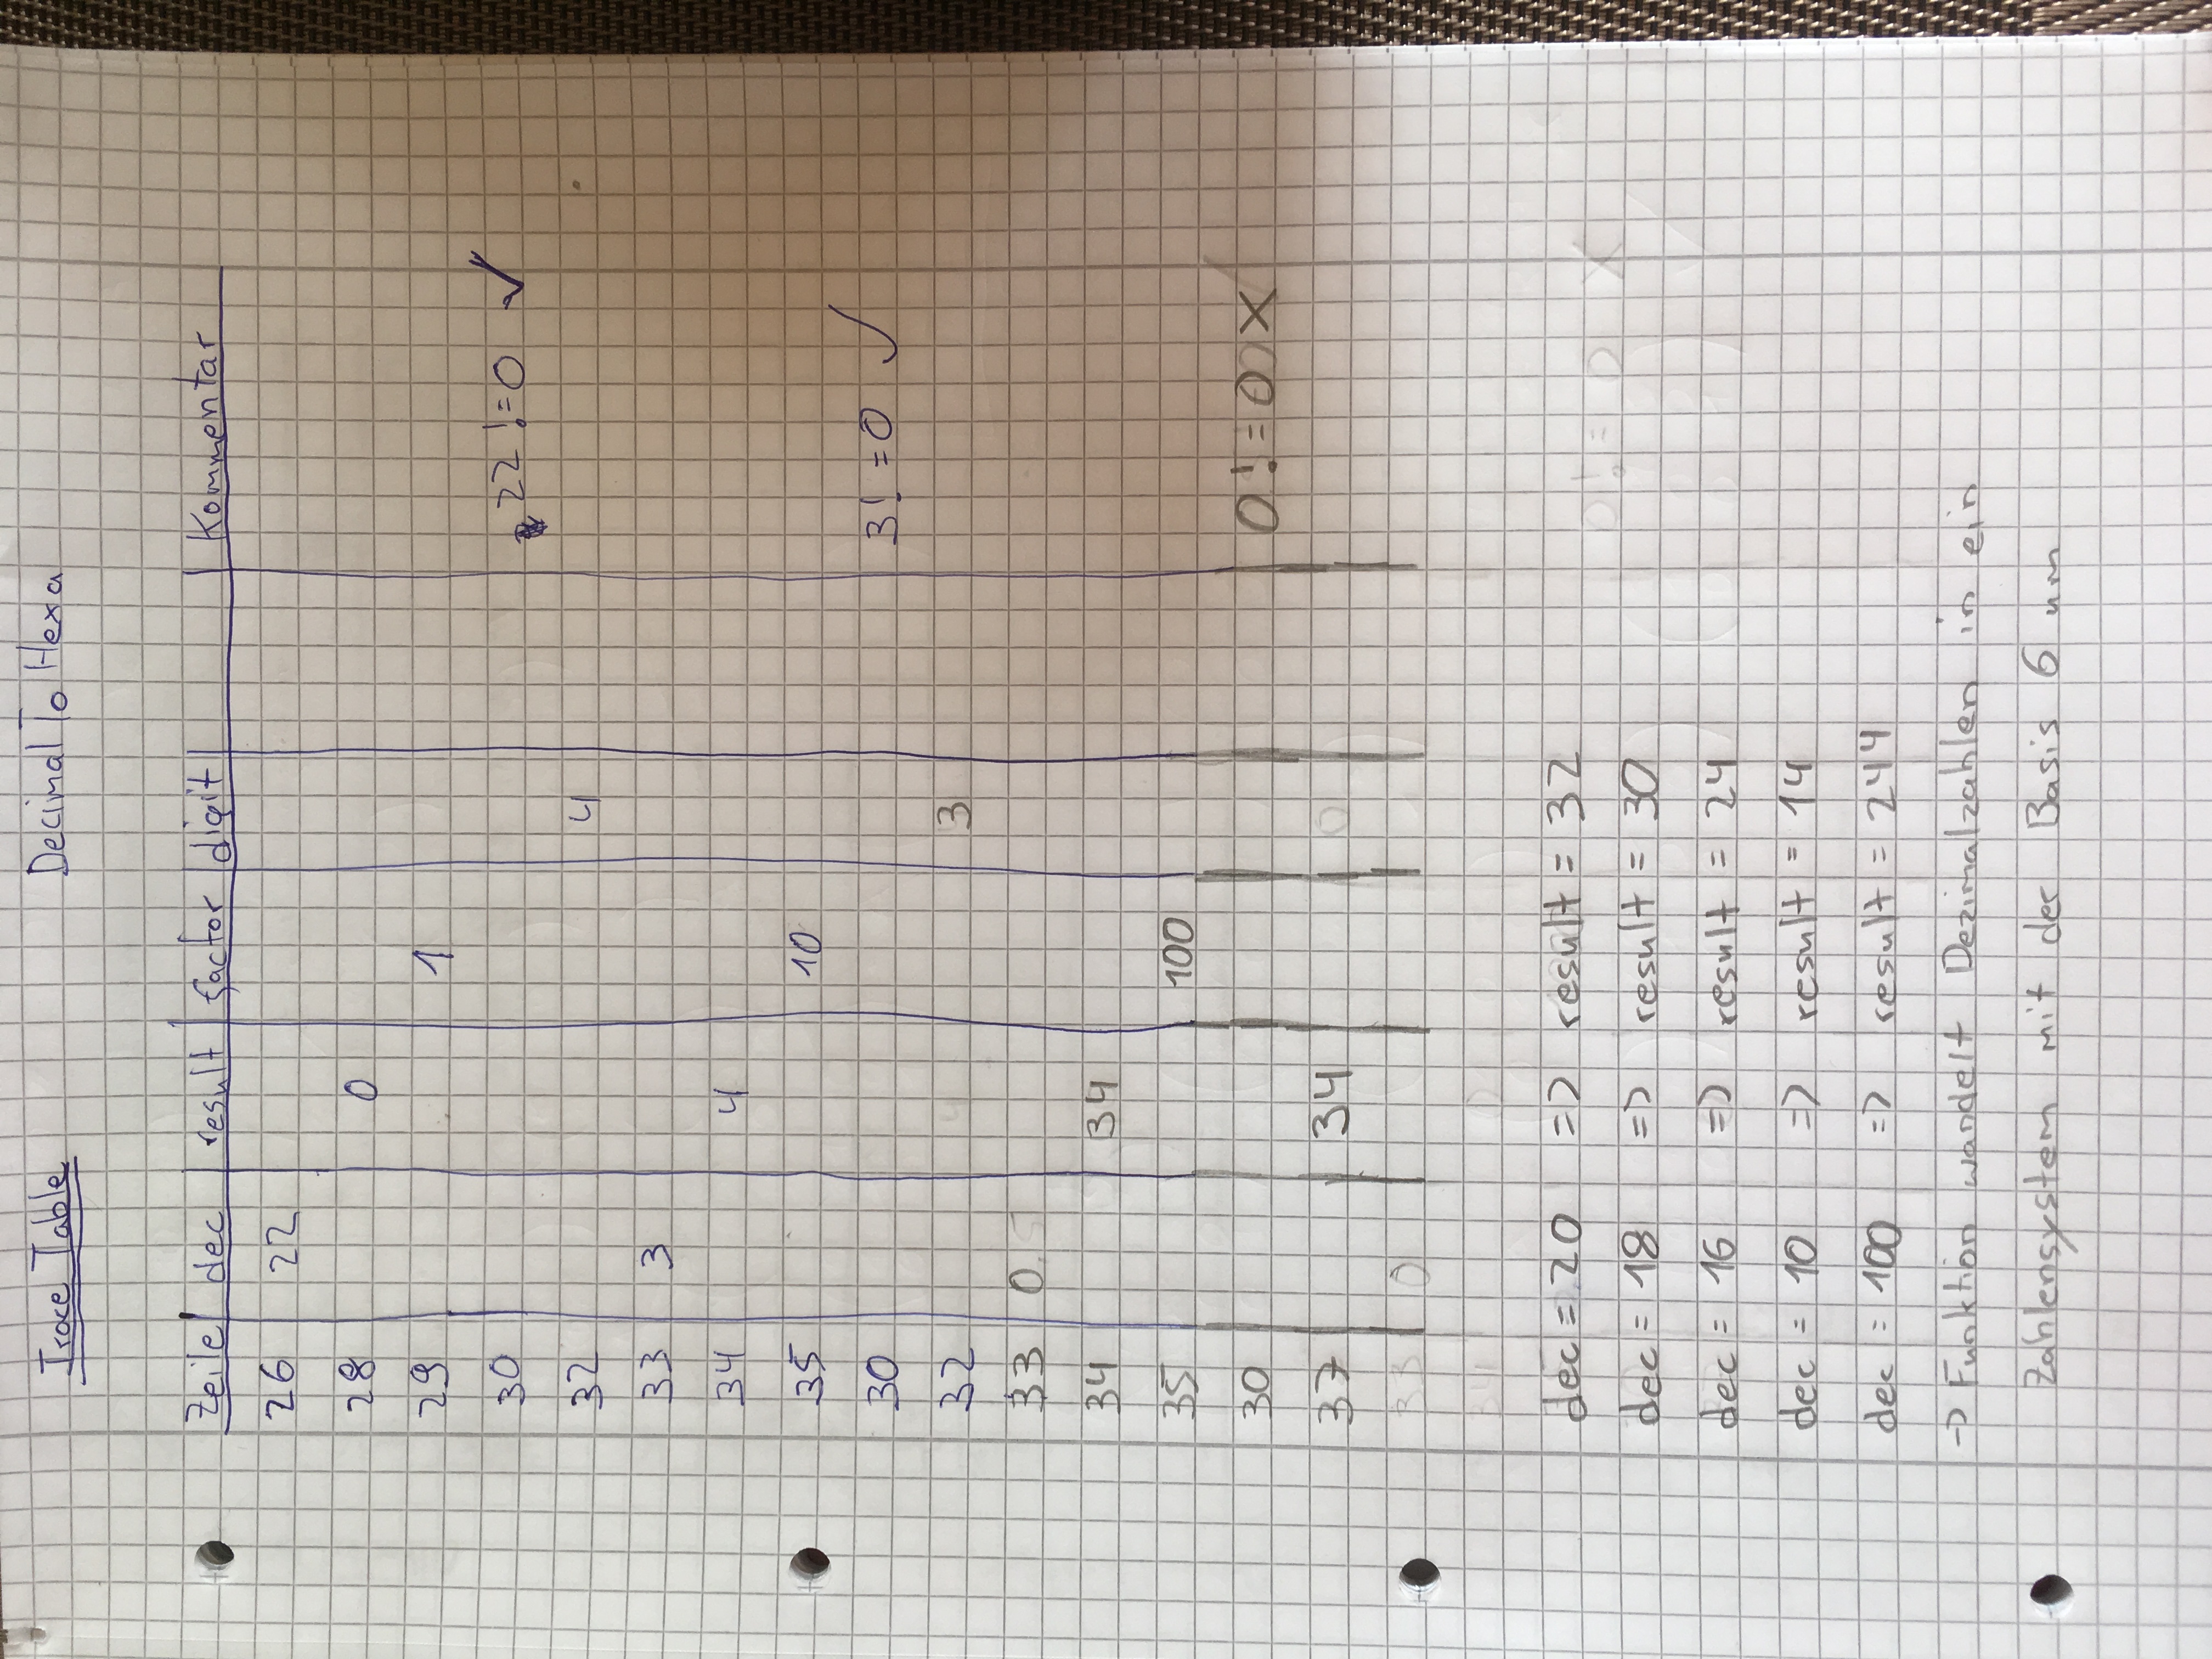 Trace Table DecimalToHexa
Zeile dec result factor digit Kommentar
26 22
28 0
29 1
30 22 != 0 ✓
32 4
33 3
34 4
35 10
30 3! = 0 ✓
32 3
33 0
34 34
35 100
30 0!=0 X
37 34
dec = 20 => result = 32
dec = 18 => result = 30
dec = 16 => result = 24
dec = 10 => result = 14
dec = 100 => result = 244
-> Funktion wandelt Dezimalzahlen in ein
Zahlensystem mit der Basis 6 um